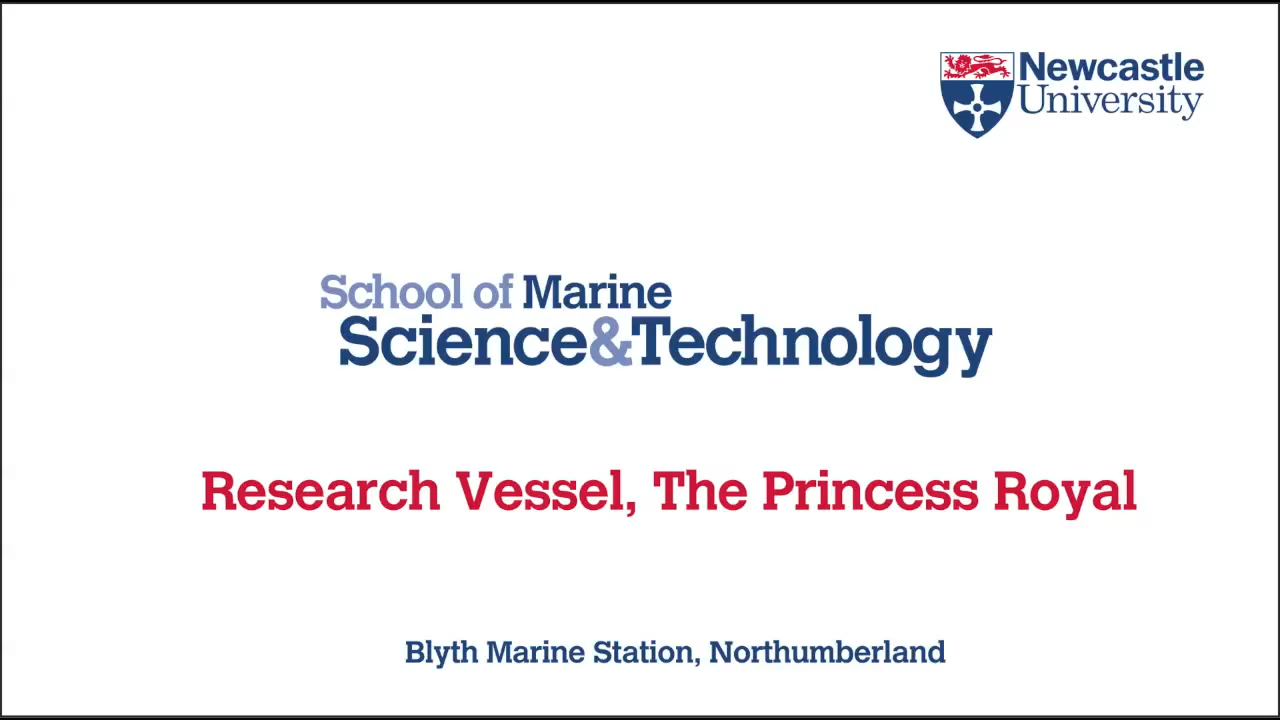 Newcastle
University
School of Marine
Science&Technology
Research Vessel, The Princess Royal
Blyth Marine Station, Northumberland